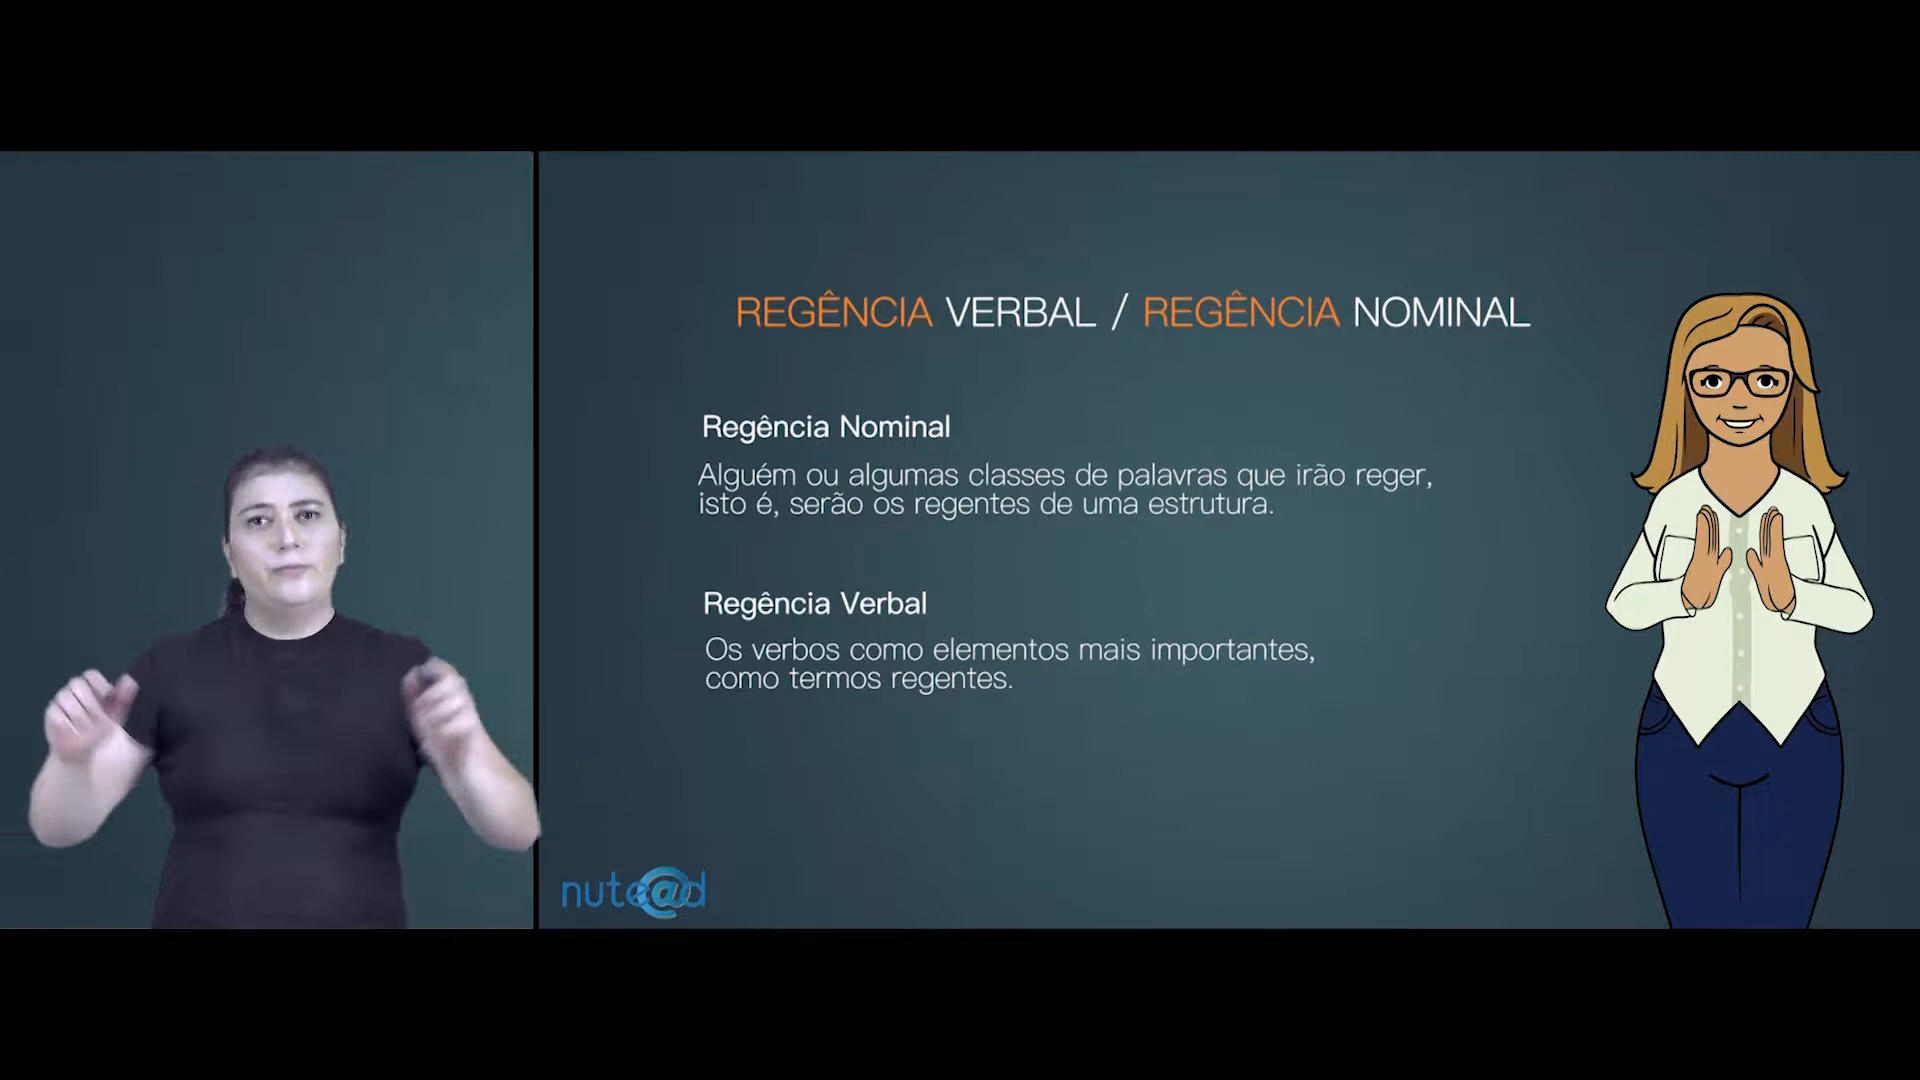 REGÊNCIA VERBAL / REGÊNCIA NOMINAL
Regência Nominal
Alguém ou algumas classes de palavras que irão reger,
isto é, serão os regentes de uma estrutura.
Regência Verbal
Os verbos como elementos mais importantes,
como termos regentes.
nute@d